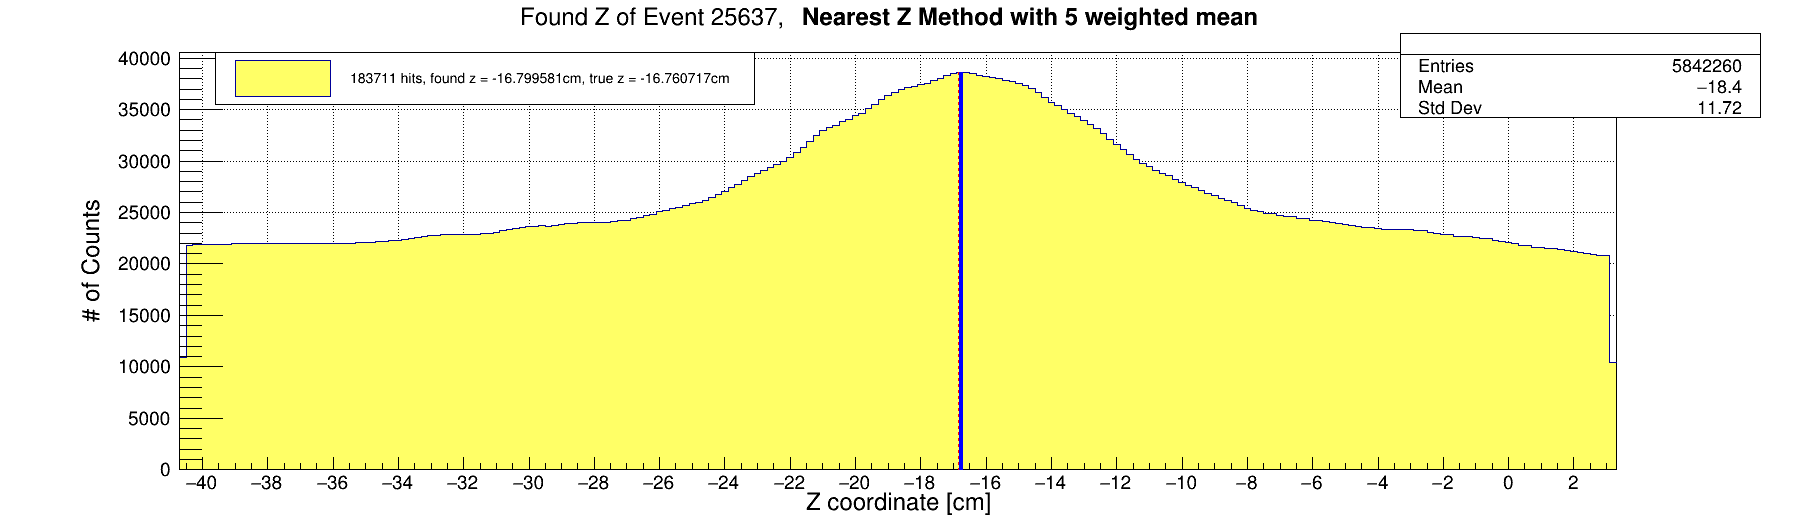 Found Z of Event 25637, Nearest Z Method with 5 weighted mean
183711 hits, found z = -16.799581cm, true z = -16.760717cm
Entries 5842260
Mean −18.4
Std Dev 11.72
# of Counts
40000
35000
30000
25000
20000
15000
10000
5000
0
−40 −38 −36 −34 −32 −30 −28 −26 −24 −22 −20 −18 −16 −14 −12 −10 −8 −6 −4 −2 0 2
Z coordinate [cm]